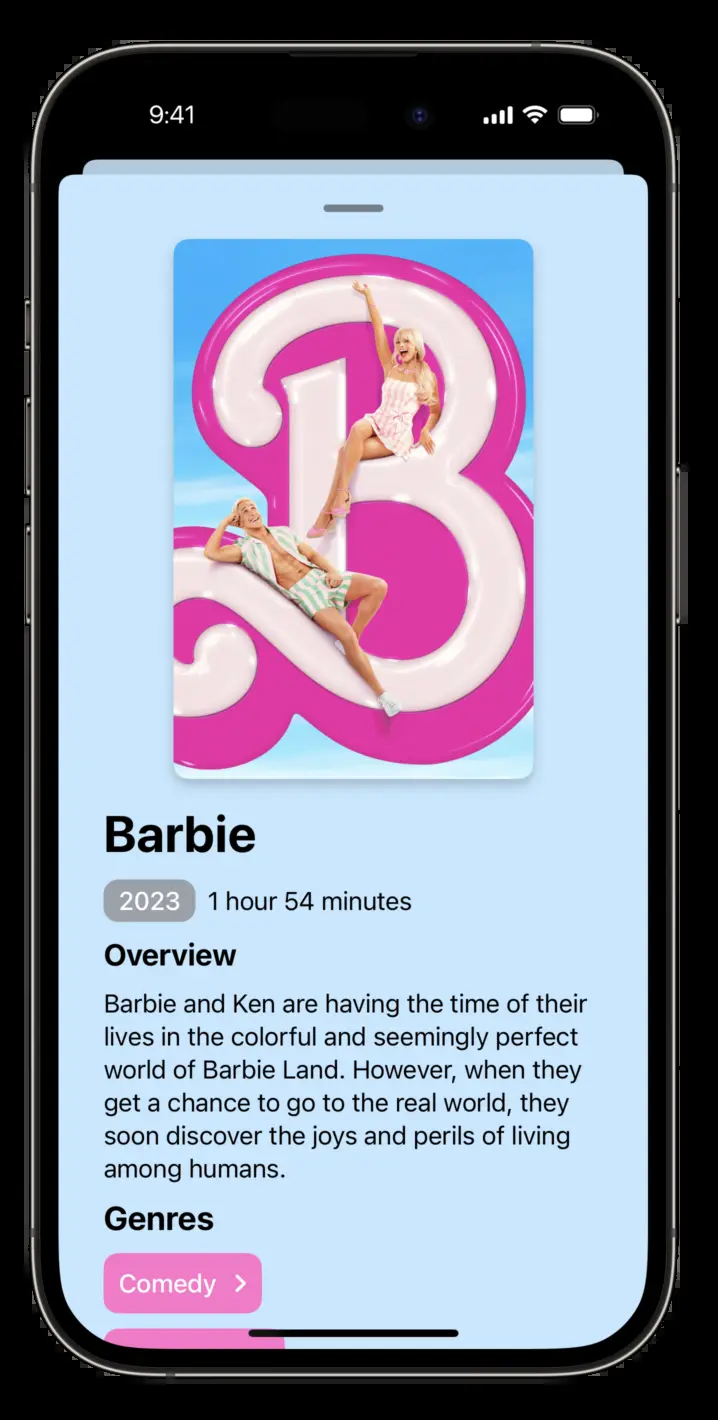 9:41
B
Barbie
2023 1 hour 54 minutes
Overview
Barbie and Ken are having the time of their
lives in the colorful and seemingly perfect
world of Barbie Land. However, when they
get a chance to go to the real world, they
soon discover the joys and perils of living
among humans.
Genres
Comedy